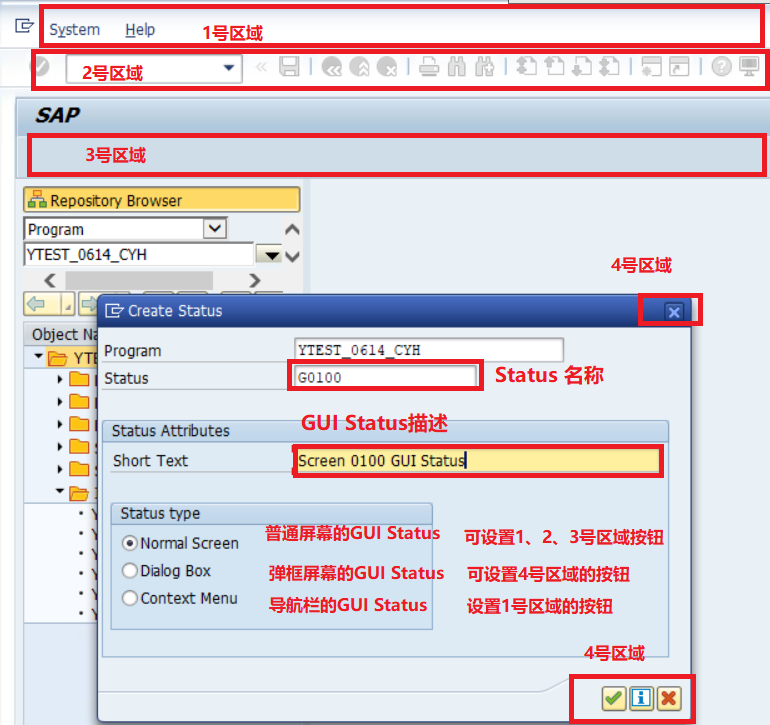 System Help 1号区域
2号区域
SAP
3号区域
Repository Browser
Program
YTEST_0614_CYH
4号区域
Create Status
Object Na
Program YTEST_0614_CYH
YTE
Status G0100 Status 名称
GUI Status描述
Status Attributes
Short Text Screen 0100 GUI Status
Status type
Normal Screen 普通屏幕的GUI Status 可设置1、2、3号区域按钮
Dialog Box 弹框屏幕的GUI Status 可设置4号区域的按钮
Context Menu 导航栏的GUI Status 设置1号区域的按钮
4号区域